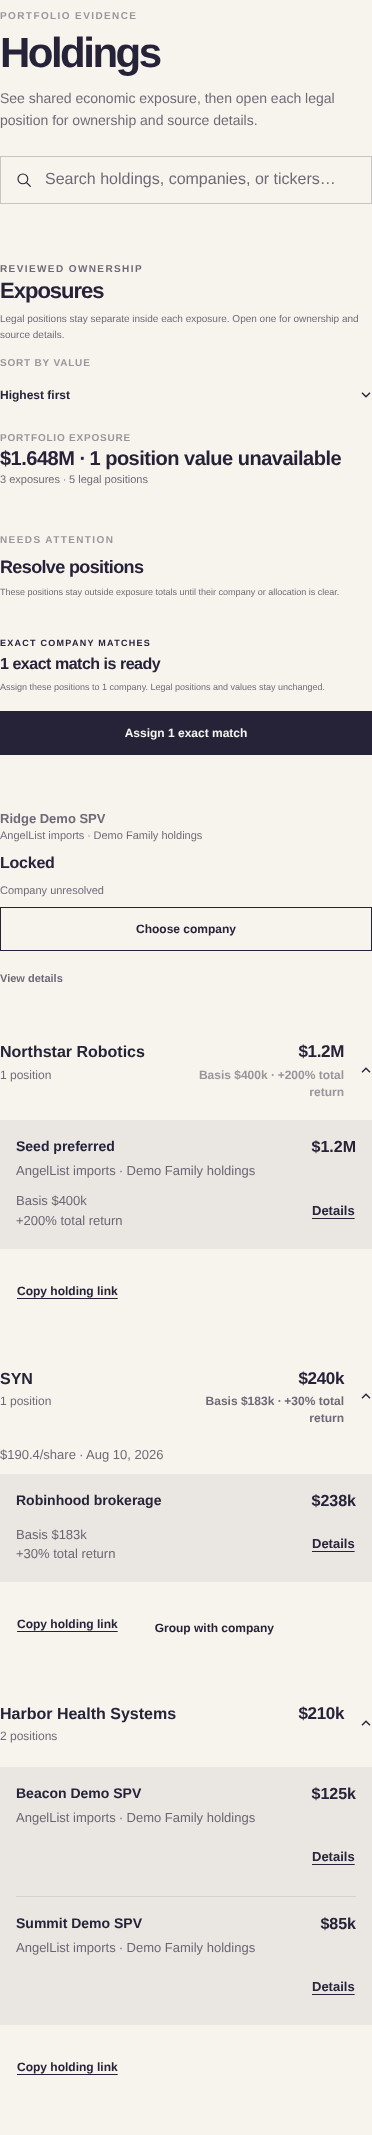 PORTFOLIO EVIDENCE
Holdings
See shared economic exposure, then open each legal
position for ownership and source details.
Search holdings, companies, or tickers…
REVIEWED OWNERSHIP
Exposures
Legal positions stay separate inside each exposure. Open one for ownership and
source details.
SORT BY VALUE
Highest first
PORTFOLIO EXPOSURE
$1.648M · 1 position value unavailable
3 exposures · 5 legal positions
NEEDS ATTENTION
Resolve positions
These positions stay outside exposure totals until their company or allocation is clear.
EXACT COMPANY MATCHES
1 exact match is ready
Assign these positions to 1 company. Legal positions and values stay unchanged.
Assign 1 exact match
Ridge Demo SPV
AngelList imports · Demo Family holdings
Locked
Company unresolved
Choose company
View details
Northstar Robotics $1.2M
1 position Basis $400k · +200% total
return
Seed preferred $1.2M
AngelList imports · Demo Family holdings
Basis $400k
+200% total return Details
Copy holding link
SYN $240k
1 position Basis $183k · +30% total
return
$190.4/share · Aug 10, 2026
Robinhood brokerage $238k
Basis $183k
+30% total return Details
Copy holding link Group with company
Harbor Health Systems $210k
2 positions
Beacon Demo SPV $125k
AngelList imports · Demo Family holdings
Details
Summit Demo SPV $85k
AngelList imports · Demo Family holdings
Details
Copy holding link